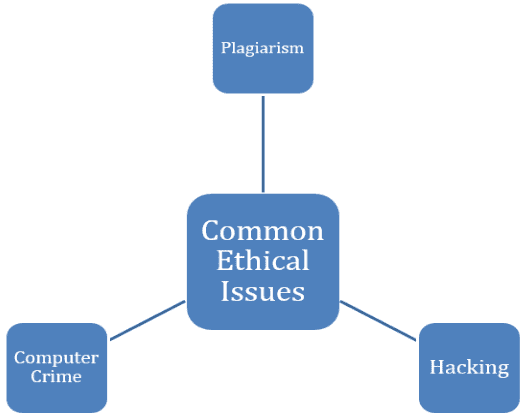 Plagiarism
Common
Ethical
Issues
Computer
Crime
Hacking